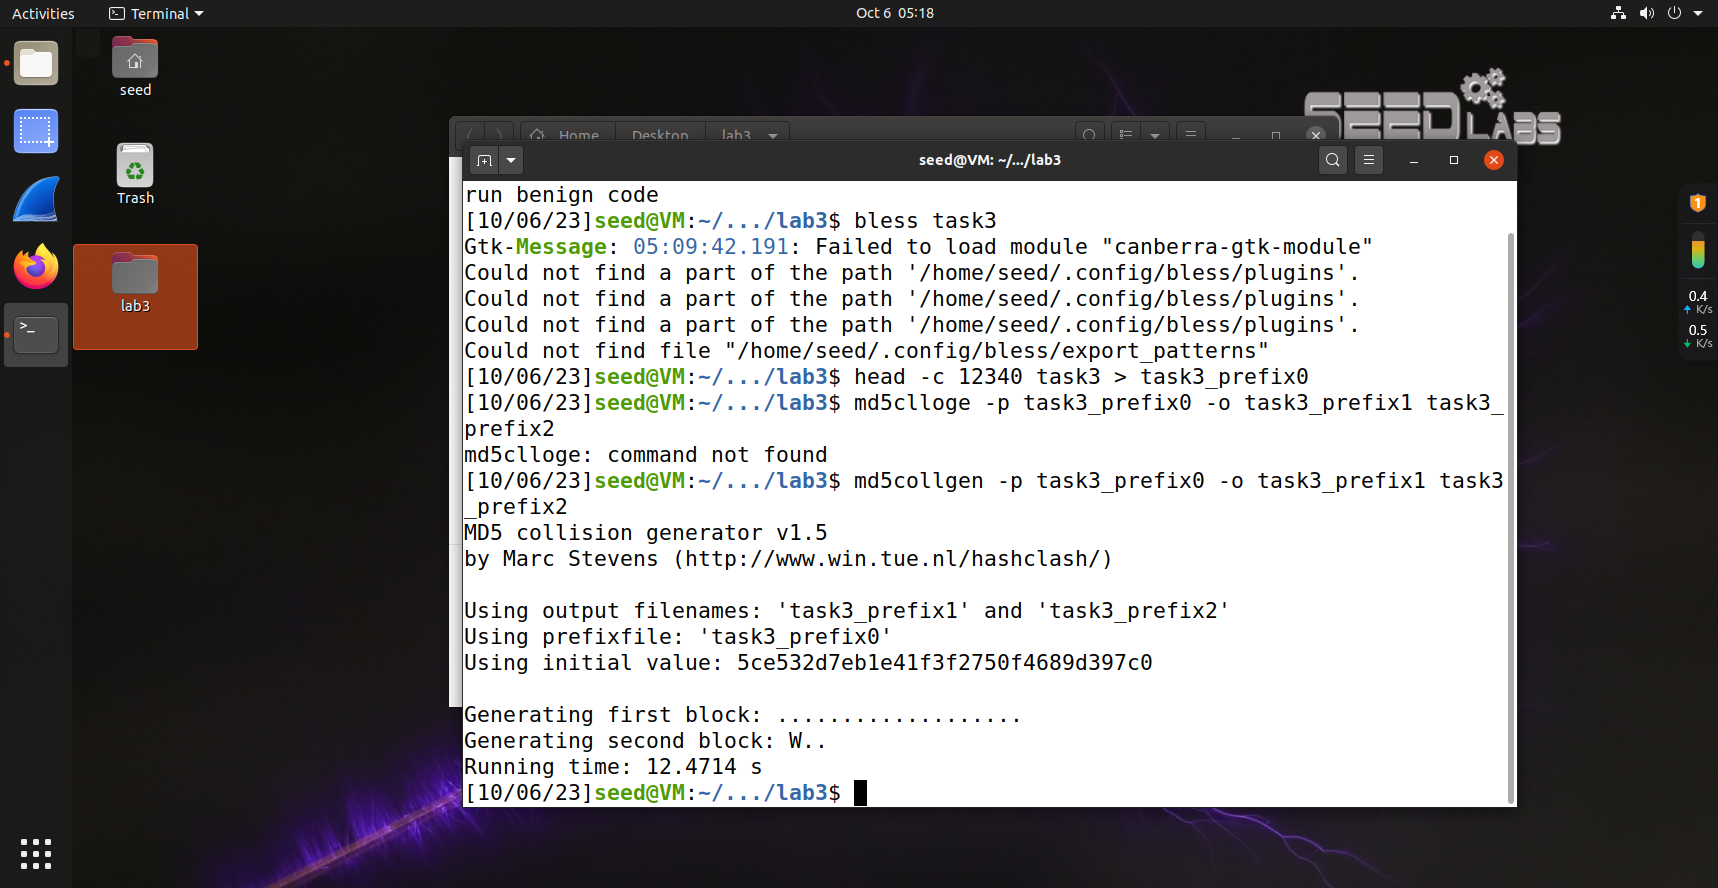 Activities
Terminal
Oct 6 05:18
seed
Trash
lab3
SEED LABS
Home
Desktop
lab3
seed@VM: ~/.../lab3
run benign code
[10/06/23]seed@VM:~/.../lab3$ bless task3
Gtk-Message: 05:09:42.191: Failed to load module "canberra-gtk-module"
Could not find a part of the path '/home/seed/.config/bless/plugins'.
Could not find a part of the path '/home/seed/.config/bless/plugins'.
Could not find a part of the path '/home/seed/.config/bless/plugins'.
Could not find file "/home/seed/.config/bless/export_patterns"
[10/06/23]seed@VM:~/.../lab3$ head -c 12340 task3 > task3_prefix0
[10/06/23]seed@VM:~/.../lab3$ md5clloge -p task3_prefix0 -o task3_prefix1 task3_
prefix2
md5clloge: command not found
[10/06/23]seed@VM:~/.../lab3$ md5collgen -p task3_prefix0 -o task3_prefix1 task3
_prefix2
MD5 collision generator v1.5
by Marc Stevens (http://www.win.tue.nl/hashclash/)
Using output filenames: 'task3_prefix1' and 'task3_prefix2'
Using prefixfile: 'task3_prefix0'
Using initial value: 5ce532d7eb1e41f3f2750f4689d397c0
Generating first block: ...................
Generating second block: W..
Running time: 12.4714 s
[10/06/23]seed@VM:~/.../lab3$
1
0.4
K/s
0.5
K/s